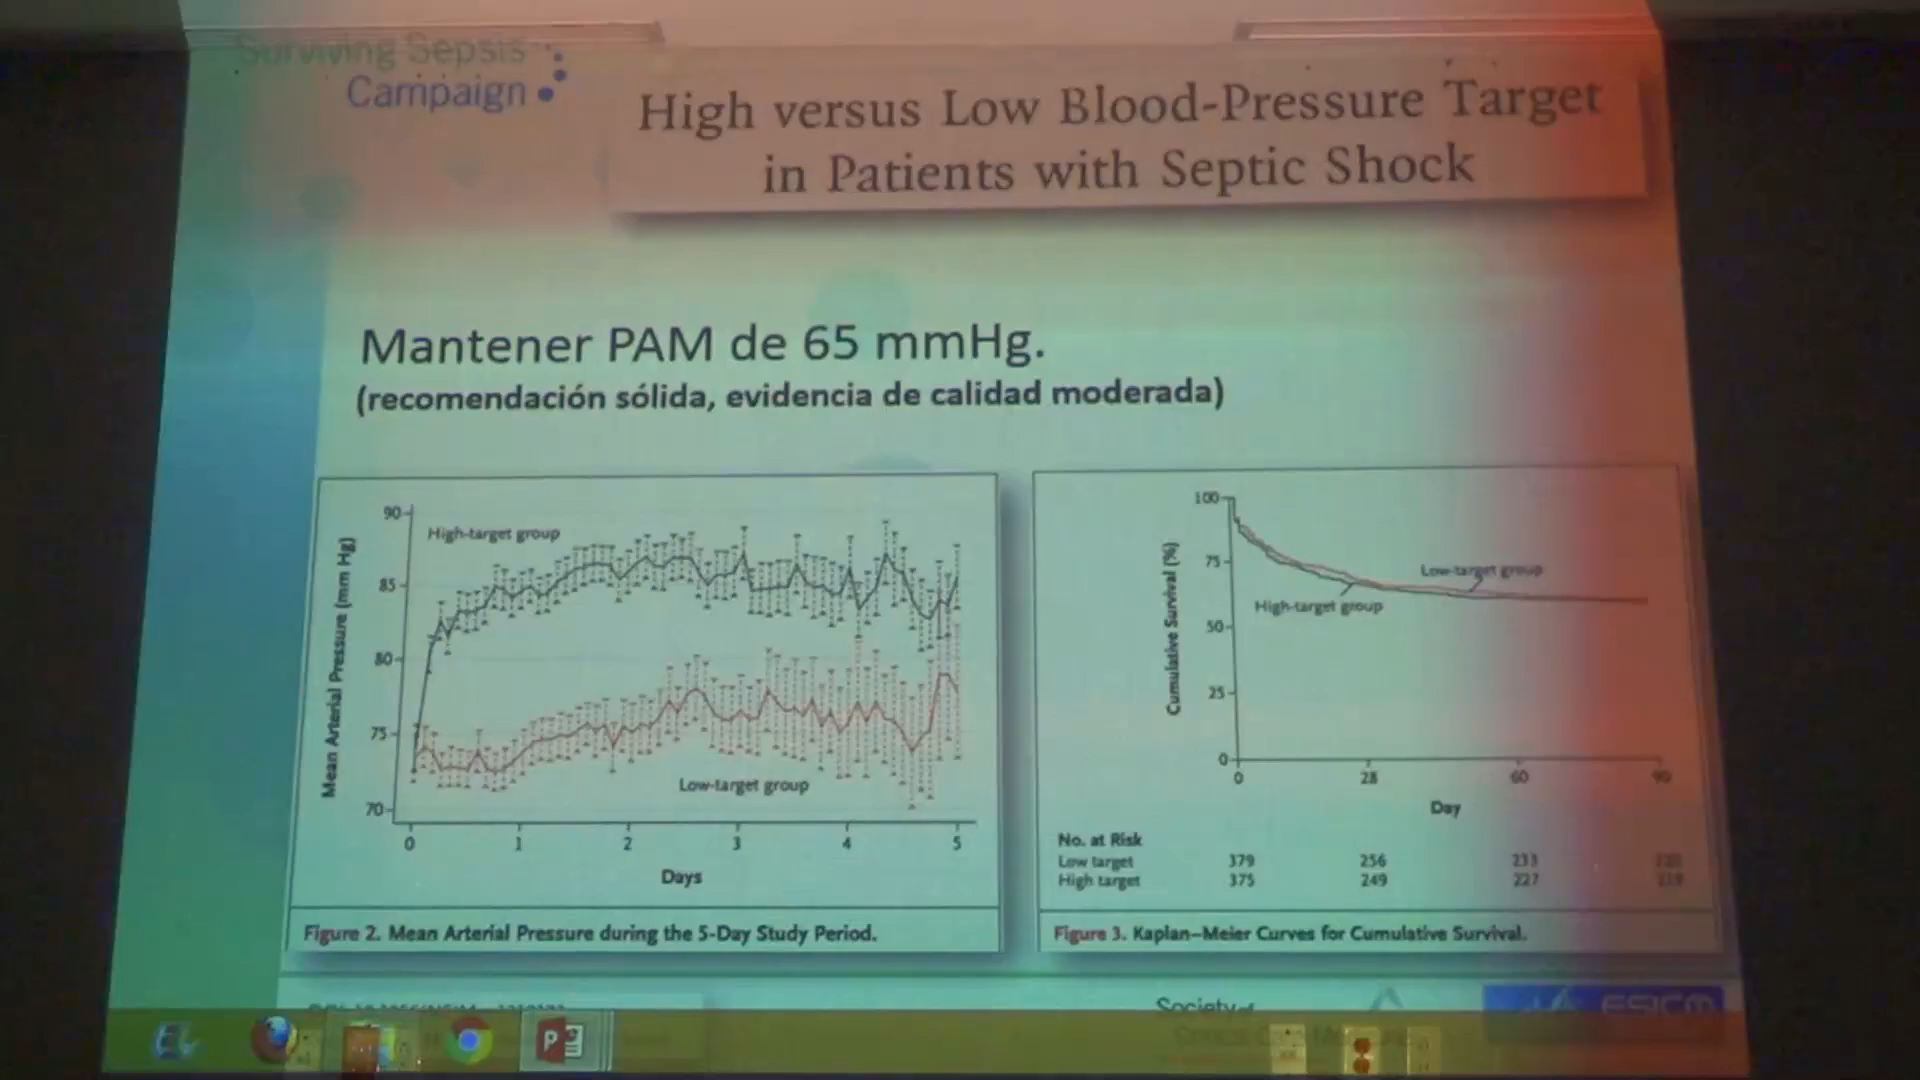 Surviving Sepsis
Campaign
High versus Low Blood-Pressure Target
in Patients with Septic Shock
Mantener PAM de 65 mmHg.
(recomendación sólida, evidencia de calidad moderada)
Mean Arterial Pressure (mm Hg)
90
85
80
75
70
High-target group
Low-target group
0 1 2 3 4 5
Days
Figure 2. Mean Arterial Pressure during the 5-Day Study Period.
Cumulative Survival (%)
100
75
50
25
0
Low-target group
High-target group
0 28 60 90
Day
No. at Risk
Low target 379 256 233
High target 375 249 227
Figure 3. Kaplan–Meier Curves for Cumulative Survival.
Society of
ESICM